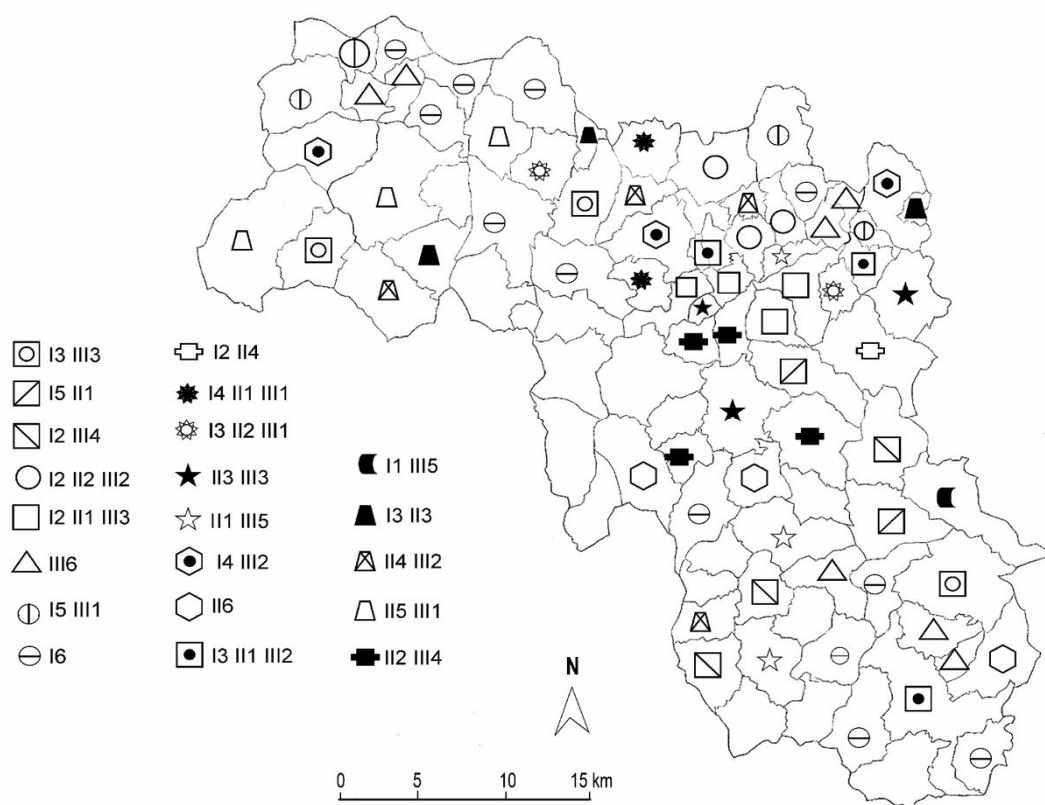 I3 III3
I5 II1
I2 III4
I2 II2 III2
I2 II1 III3
III6
I5 III1
I6
I2 II4
I4 II1 III1
I3 II2 III1
II3 III3
II1 III5
I4 III2
II6
I3 II1 III2
I1 III5
I3 II3
II4 III2
II5 III1
II2 III4
N
0 5 10 15 km